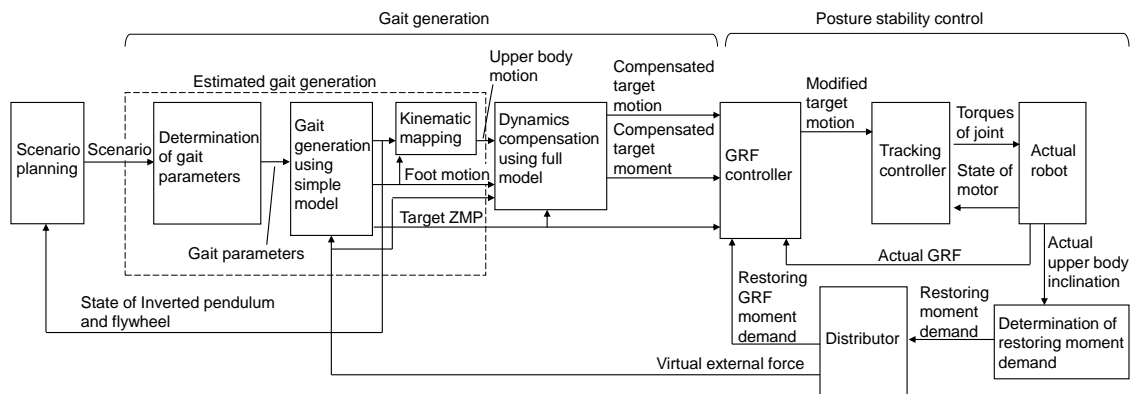 Gait generation
Posture stability control
Estimated gait generation
Upper body
motion
Compensated
target
motion
Modified
target
motion
Scenario
planning
Scenario
Determination
of gait
parameters
Gait
generation
using
simple
model
Kinematic
mapping
Dynamics
compensation
using full
model
Compensated
target
moment
GRF
controller
Tracking
controller
Torques
of joint
State of
motor
Actual
robot
Foot motion
Target ZMP
Gait parameters
Actual GRF
Actual
upper body
inclination
State of Inverted pendulum
and flywheel
Restoring
GRF
moment
demand
Distributor
Restoring
moment
demand
Determination of
restoring moment
demand
Virtual external force